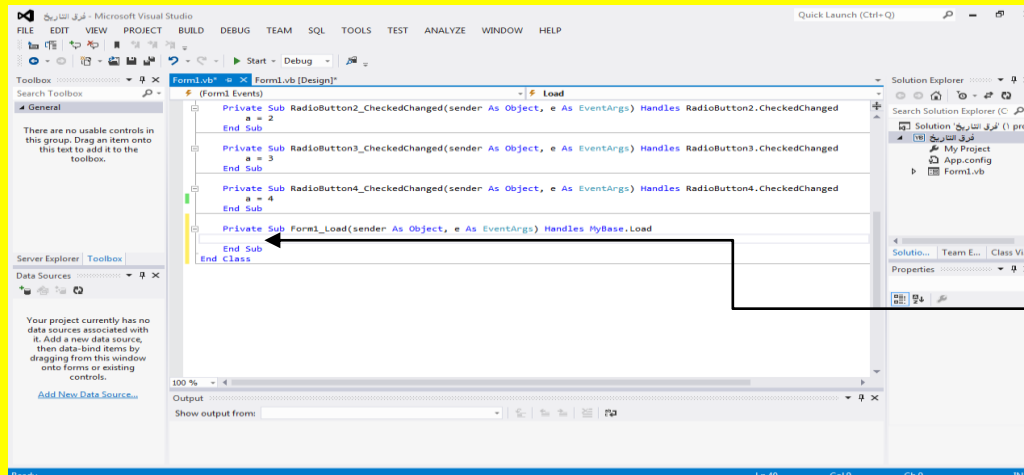 فرق التاريخ - Microsoft Visual Studio
Quick Launch (Ctrl+Q)
FILE EDIT VIEW PROJECT BUILD DEBUG TEAM SQL TOOLS TEST ANALYZE WINDOW HELP
Start Debug
Toolbox
Search Toolbox
General
There are no usable controls in
this group. Drag an item onto
this text to add it to the
toolbox.
Server Explorer Toolbox
Data Sources
Your project currently has no
data sources associated with
it. Add a new data source,
then data-bind items by
dragging from this window
onto forms or existing
controls.
Add New Data Source...
Form1.vb* Form1.vb [Design]*
(Form1 Events) Load
Private Sub RadioButton2_CheckedChanged(sender As Object, e As EventArgs) Handles RadioButton2.CheckedChanged
a = 2
End Sub
Private Sub RadioButton3_CheckedChanged(sender As Object, e As EventArgs) Handles RadioButton3.CheckedChanged
a = 3
End Sub
Private Sub RadioButton4_CheckedChanged(sender As Object, e As EventArgs) Handles RadioButton4.CheckedChanged
a = 4
End Sub
Private Sub Form1_Load(sender As Object, e As EventArgs) Handles MyBase.Load
End Sub
End Class
100 %
Output
Show output from:
Solution Explorer
Search Solution Explorer (C
Solution 'فرق التاريخ' (١ pro
فرق التاريخ
My Project
App.config
Form1.vb
Solutio... Team E... Class Vi
Properties